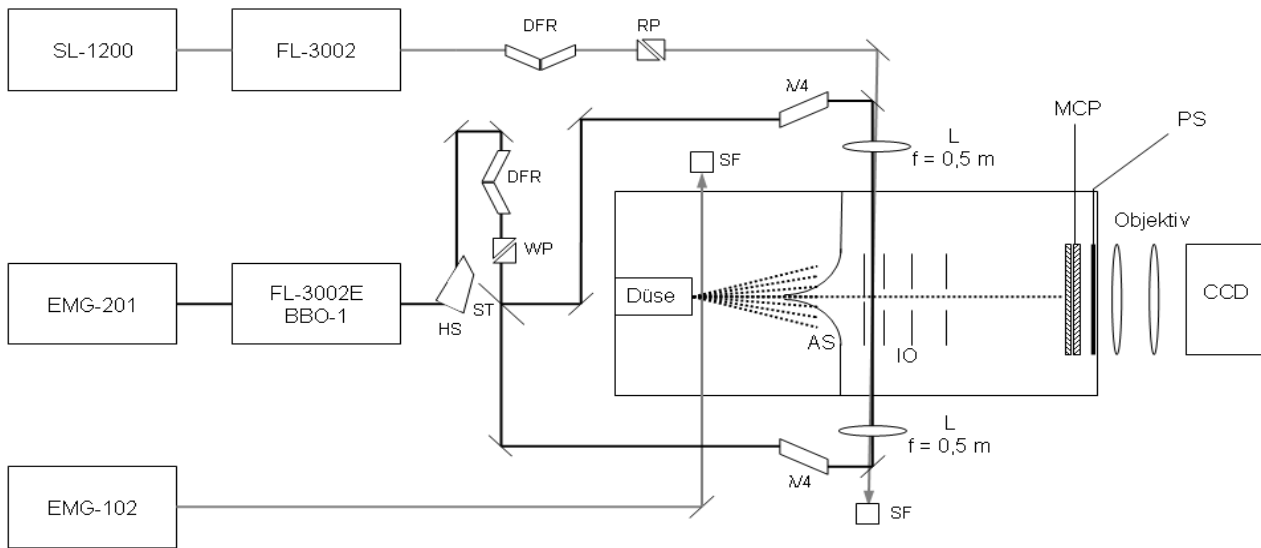 DFR
RP
SL-1200
FL-3002
λ/4
MCP
PS
L
f = 0,5 m
SF
DFR
Objektiv
WP
EMG-201
FL-3002E
BBO-1
ST
HS
Düse
AS
IO
CCD
L
f = 0,5 m
λ/4
EMG-102
SF